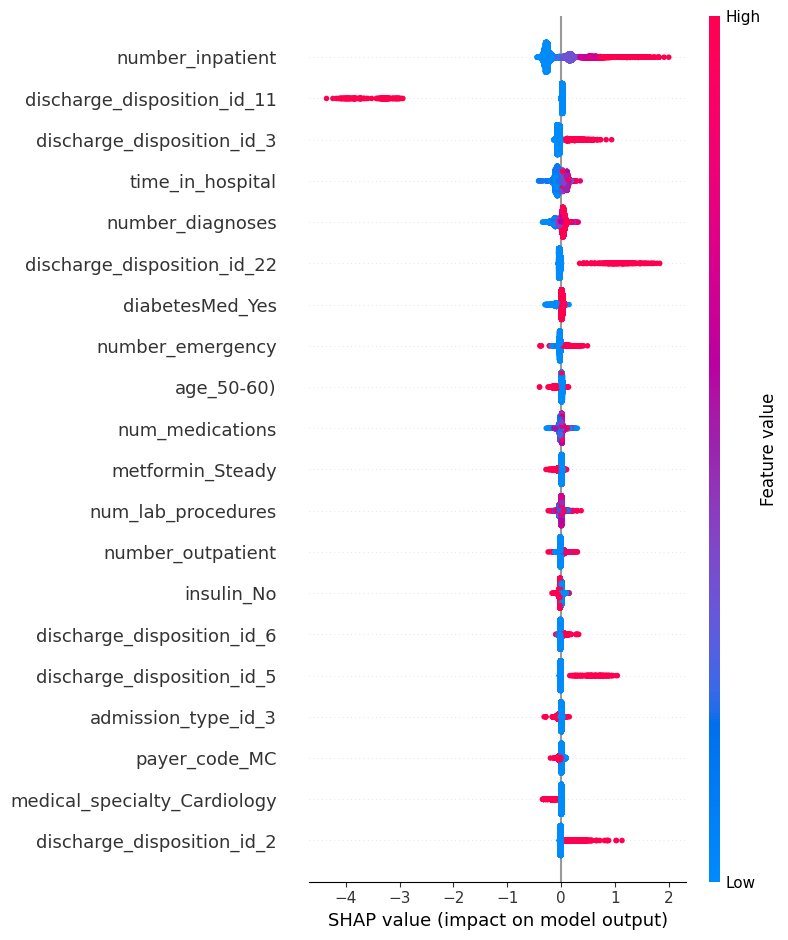 High
number_inpatient
discharge_disposition_id_11
discharge_disposition_id_3
time_in_hospital
number_diagnoses
discharge_disposition_id_22
diabetesMed_Yes
number_emergency
age_50-60)
num_medications
metformin_Steady
num_lab_procedures
number_outpatient
insulin_No
discharge_disposition_id_6
discharge_disposition_id_5
admission_type_id_3
payer_code_MC
medical_specialty_Cardiology
discharge_disposition_id_2
Feature value
Low
−4 −3 −2 −1 0 1 2
SHAP value (impact on model output)